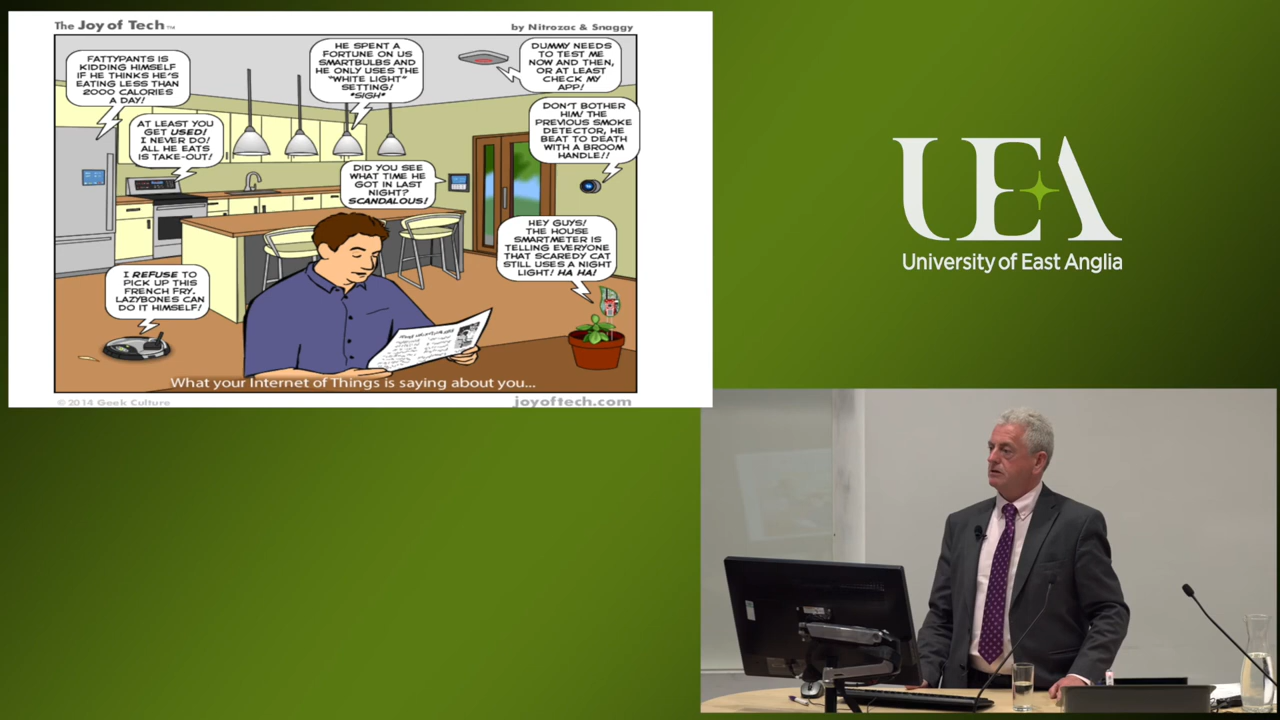 The Joy of Tech™
by Nitrozac & Snaggy
FATTYPANTS IS
KIDDING HIMSELF
IF HE THINKS HE'S
EATING LESS THAN
2000 CALORIES
A DAY!
HE SPENT A
FORTUNE ON US
SMARTBULBS AND
HE ONLY USES THE
"WHITE LIGHT"
SETTING!
*SIGH*
DUMMY NEEDS
TO TEST ME
NOW AND THEN,
OR AT LEAST
CHECK MY
APP!
AT LEAST YOU
GET USED!
I NEVER DO!
ALL HE EATS
IS TAKE-OUT!
DON'T BOTHER
HIM! THE
PREVIOUS SMOKE
DETECTOR, HE
BEAT TO DEATH
WITH A BROOM
HANDLE!!
DID YOU SEE
WHAT TIME HE
GOT IN LAST
NIGHT?
SCANDALOUS!
HEY GUYS!
THE HOUSE
SMARTMETER IS
TELLING EVERYONE
THAT SCAREDY CAT
STILL USES A NIGHT
LIGHT! HA HA!
I REFUSE TO
PICK UP THIS
FRENCH FRY.
LAZYBONES CAN
DO IT HIMSELF!
What your Internet of Things is saying about you...
© 2014 Geek Culture
joyoftech.com
UEA
University of East Anglia